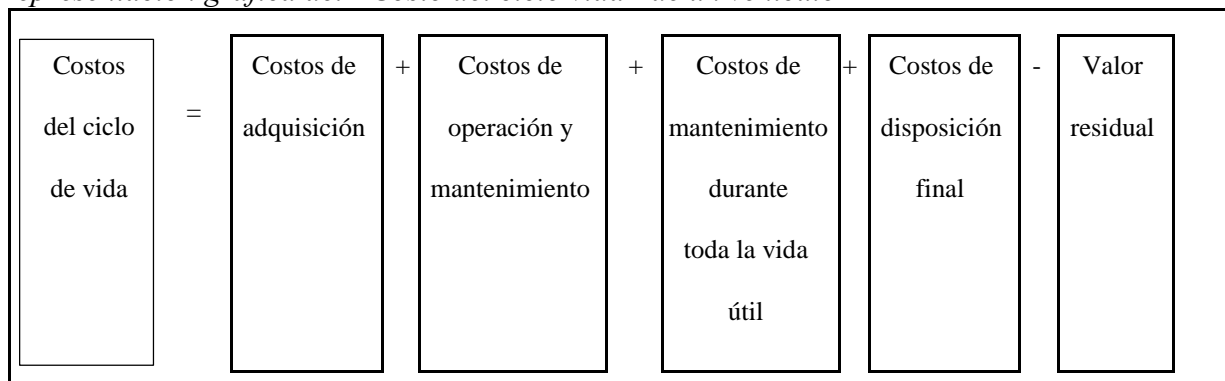 Costos
del ciclo
de vida
=
Costos de
adquisición
+
Costos de
operación y
mantenimiento
+
Costos de
mantenimiento
durante
toda la vida
útil
+
Costos de
disposición
final
-
Valor
residual